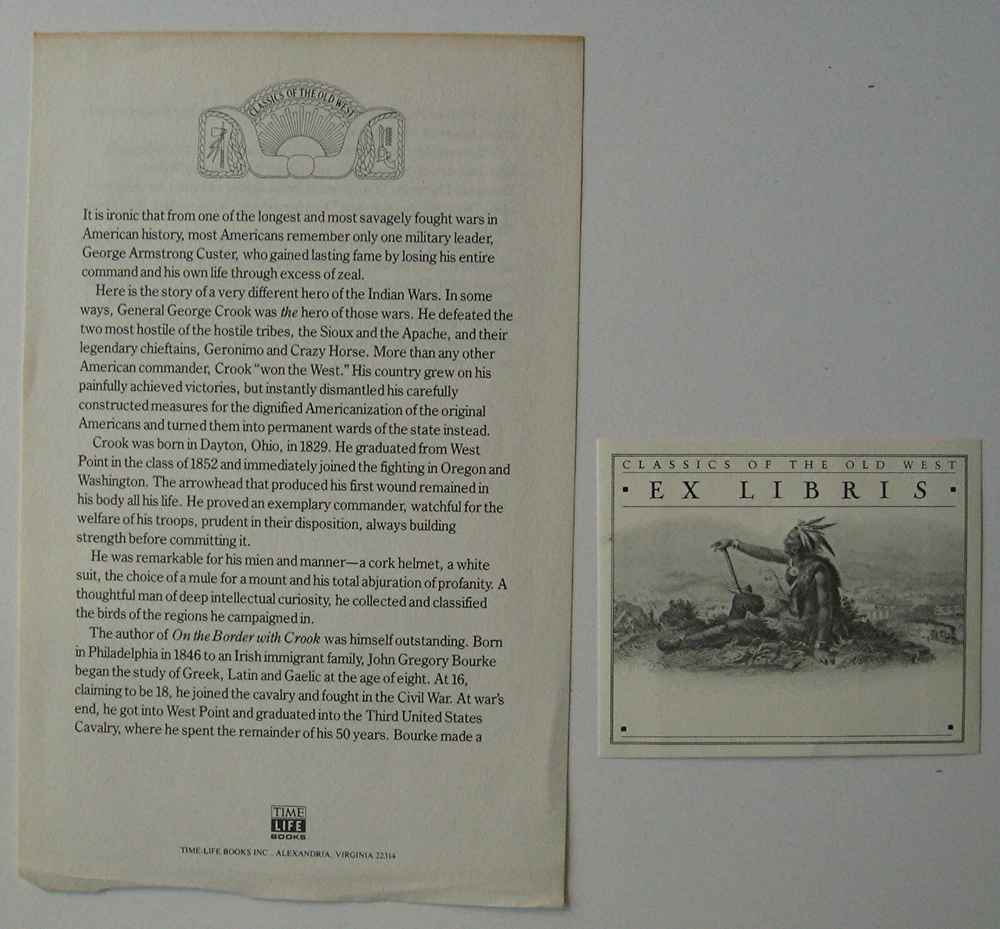 CLASSICS OF THE OLD WEST
It is ironic that from one of the longest and most savagely fought wars in
American history, most Americans remember only one military leader,
George Armstrong Custer, who gained lasting fame by losing his entire
command and his own life through excess of zeal.
Here is the story of a very different hero of the Indian Wars. In some
ways, General George Crook was the hero of those wars. He defeated the
two most hostile of the hostile tribes, the Sioux and the Apache, and their
legendary chieftains, Geronimo and Crazy Horse. More than any other
American commander, Crook “won the West.” His country grew on his
painfully achieved victories, but instantly dismantled his carefully
constructed measures for the dignified Americanization of the original
Americans and turned them into permanent wards of the state instead.
Crook was born in Dayton, Ohio, in 1829. He graduated from West
Point in the class of 1852 and immediately joined the fighting in Oregon and
Washington. The arrowhead that produced his first wound remained in
his body all his life. He proved an exemplary commander, watchful for the
welfare of his troops, prudent in their disposition, always building
strength before committing it.
He was remarkable for his mien and manner—a cork helmet, a white
suit, the choice of a mule for a mount and his total abjuration of profanity. A
thoughtful man of deep intellectual curiosity, he collected and classified
the birds of the regions he campaigned in.
The author of On the Border with Crook was himself outstanding. Born
in Philadelphia in 1846 to an Irish immigrant family, John Gregory Bourke
began the study of Greek, Latin and Gaelic at the age of eight. At 16,
claiming to be 18, he joined the cavalry and fought in the Civil War. At war's
end, he got into West Point and graduated into the Third United States
Cavalry, where he spent the remainder of his 50 years. Bourke made a
TIME
LIFE
BOOKS
TIME-LIFE BOOKS INC., ALEXANDRIA, VIRGINIA 22314
CLASSICS OF THE OLD WEST
EX LIBRIS